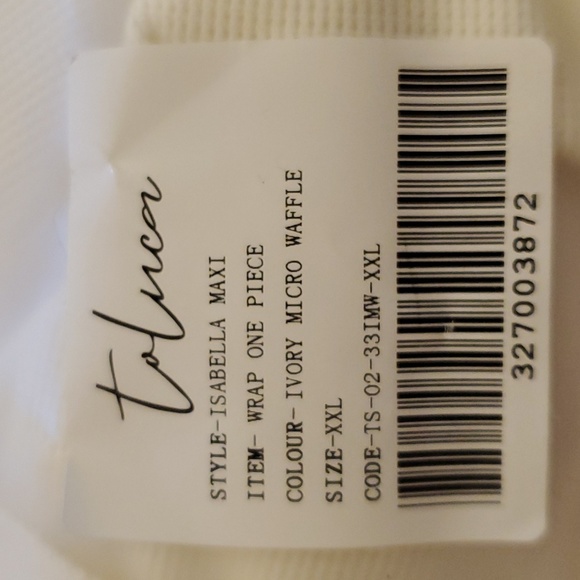 toluca
STYLE-ISABELLA MAXI
ITEM- WRAP ONE PIECE
COLOUR- IVORY MICRO WAFFLE
SIZE-XXL
CODE-TS-02-33IMW-XXL
327003872